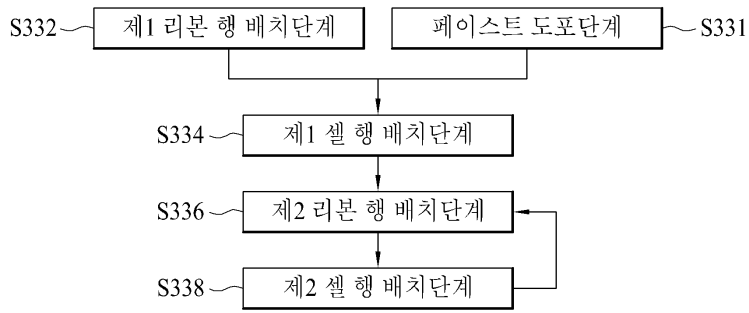 S332 제1 리본 행 배치단계 페이스트 도포단계 S331
S334 제1 셀 행 배치단계
S336 제2 리본 행 배치단계
S338 제2 셀 행 배치단계